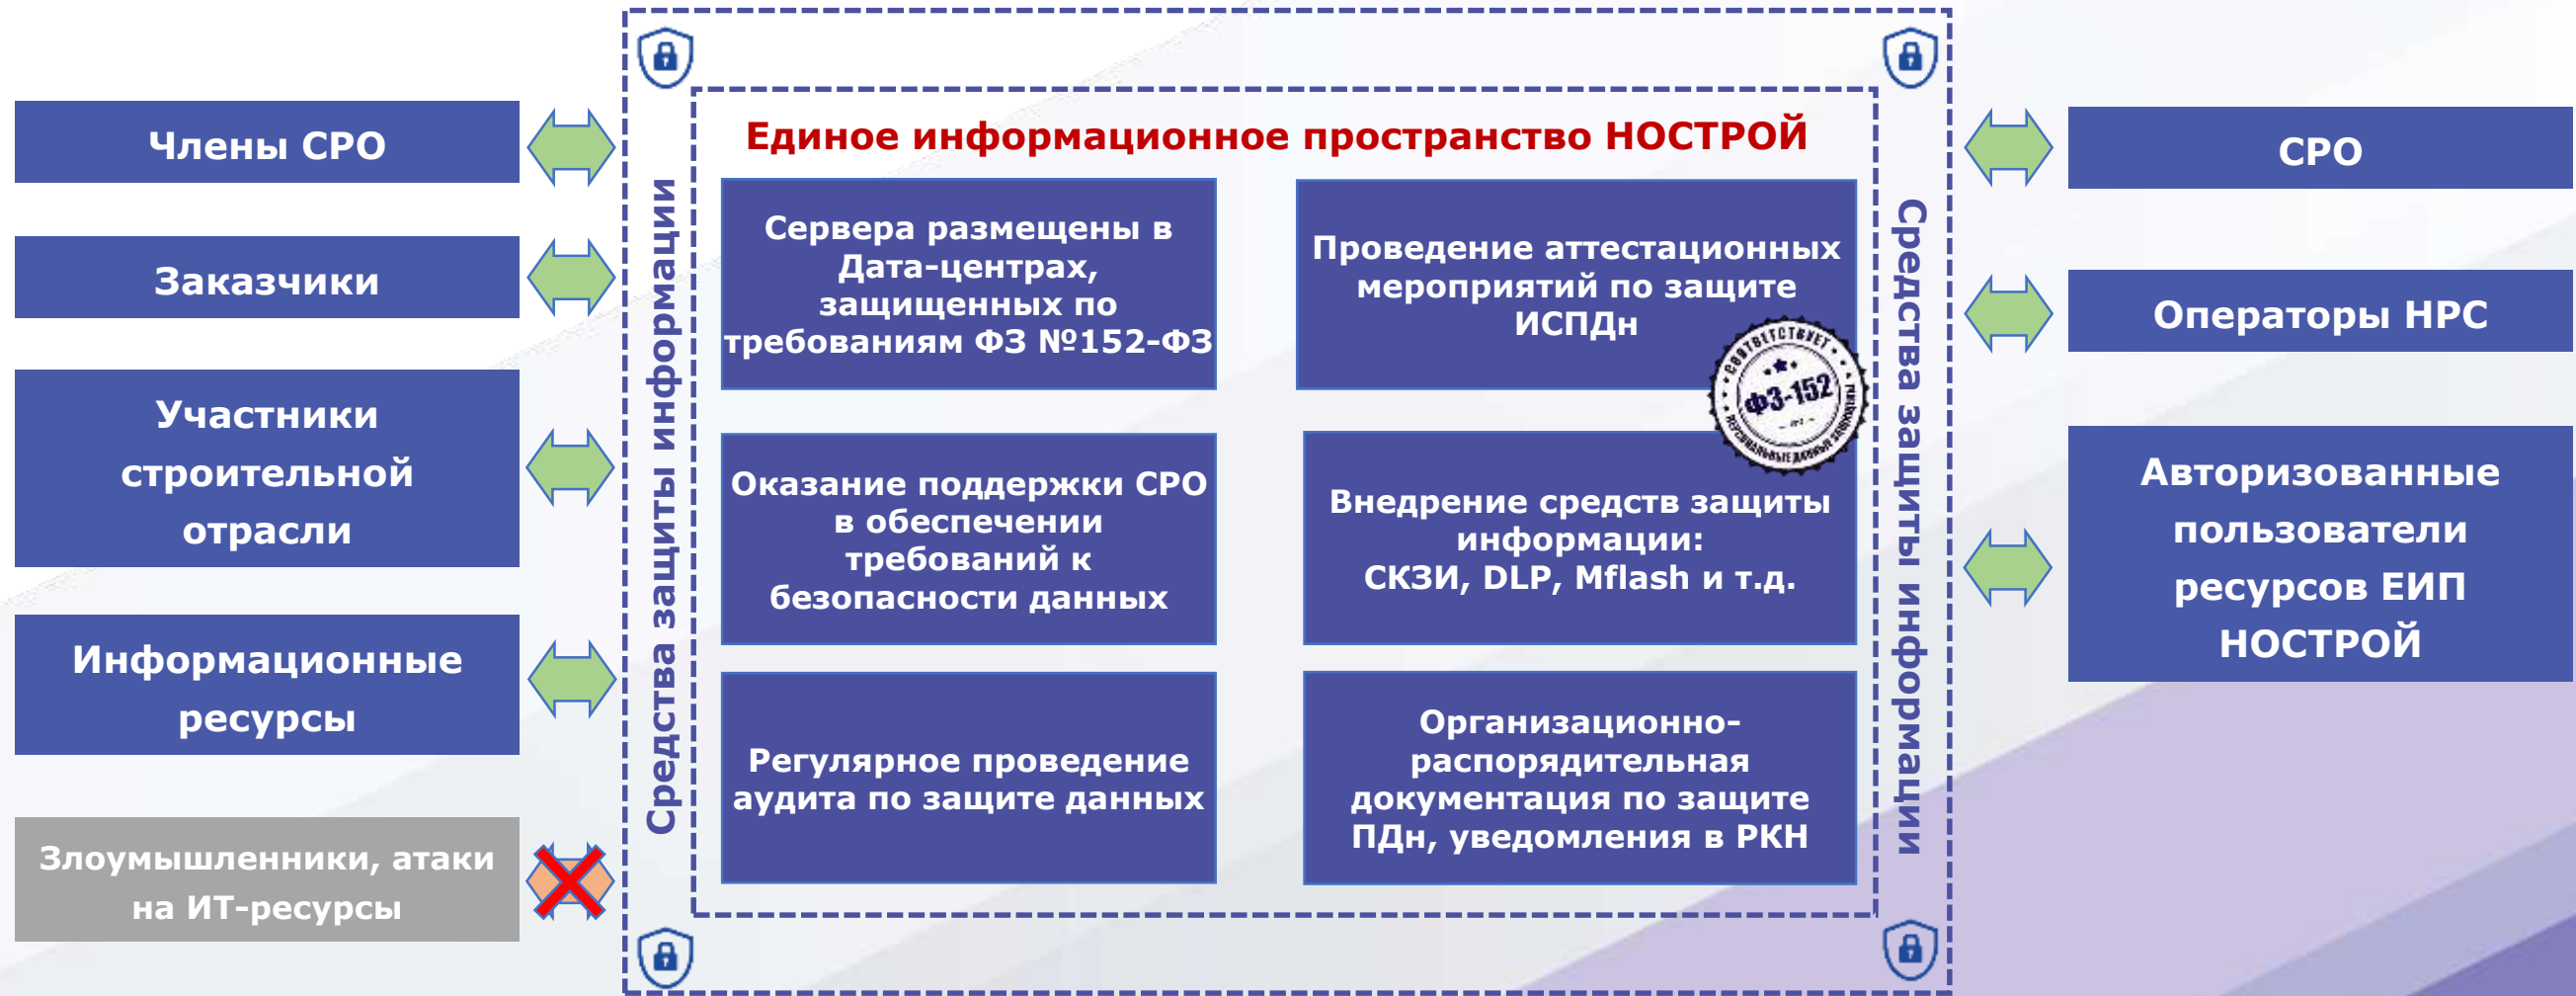 Члены СРО
Заказчики
Участники
строительной
отрасли
Информационные
ресурсы
Злоумышленники, атаки
на ИТ-ресурсы
Средства защиты информации
Единое информационное пространство НОСТРОЙ
Сервера размещены в
Дата-центрах,
защищенных по
требованиям ФЗ №152-ФЗ
Проведение аттестационных
мероприятий по защите
ИСПДн
СООТВЕТСТВУЕТ
ФЗ-152
ПЕРСОНАЛЬНЫЕ ДАННЫЕ ЗАЩИЩЕНЫ
Оказание поддержки СРО
в обеспечении
требований к
безопасности данных
Внедрение средств защиты
информации:
СКЗИ, DLP, Mflash и т.д.
Регулярное проведение
аудита по защите данных
Организационно-
распорядительная
документация по защите
ПДн, уведомления в РКН
Средства защиты информации
СРО
Операторы НРС
Авторизованные
пользователи
ресурсов ЕИП
НОСТРОЙ